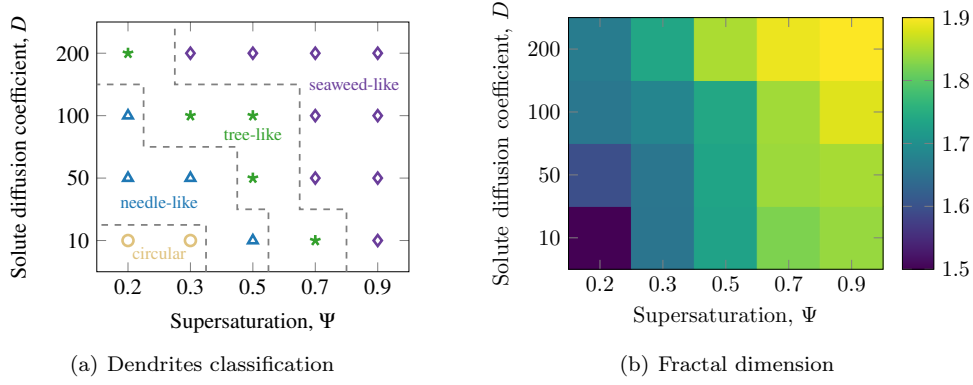 Solute diffusion coefficient, D
200
100
50
10
seaweed-like
tree-like
needle-like
circular
0.2 0.3 0.5 0.7 0.9
Supersaturation, Ψ
(a) Dendrites classification
Solute diffusion coefficient, D
200
100
50
10
0.2 0.3 0.5 0.7 0.9
Supersaturation, Ψ
1.9
1.8
1.7
1.6
1.5
(b) Fractal dimension